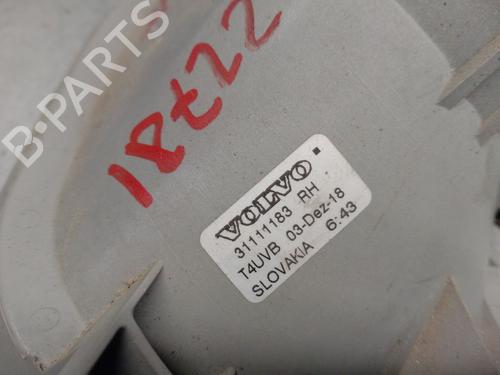 18t22
B-PARTS
VOLVO
31111183 RH
T4UVB 03-Dez-18
SLOVAKIA 6:43